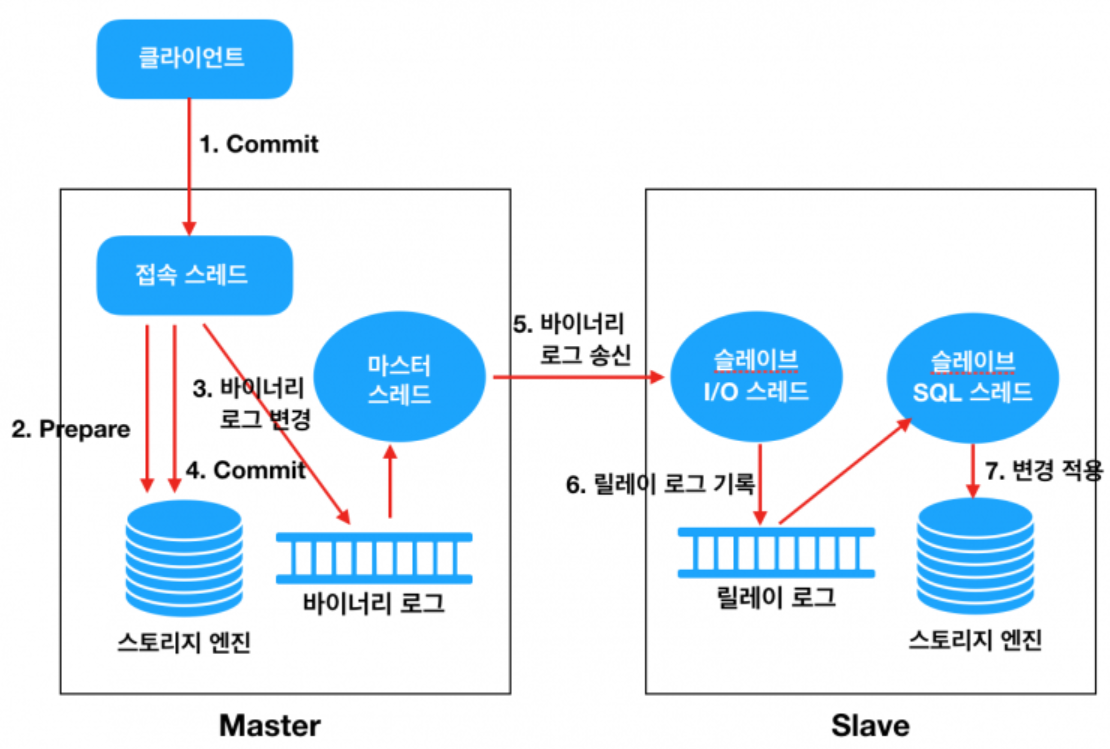 클라이언트
1. Commit
접속 스레드
마스터
스레드
2. Prepare
3. 바이너리
로그 변경
4. Commit
스토리지 엔진
바이너리 로그
5. 바이너리
로그 송신
슬레이브
I/O 스레드
슬레이브
SQL 스레드
6. 릴레이 로그 기록
7. 변경 적용
릴레이 로그
스토리지 엔진
Master
Slave